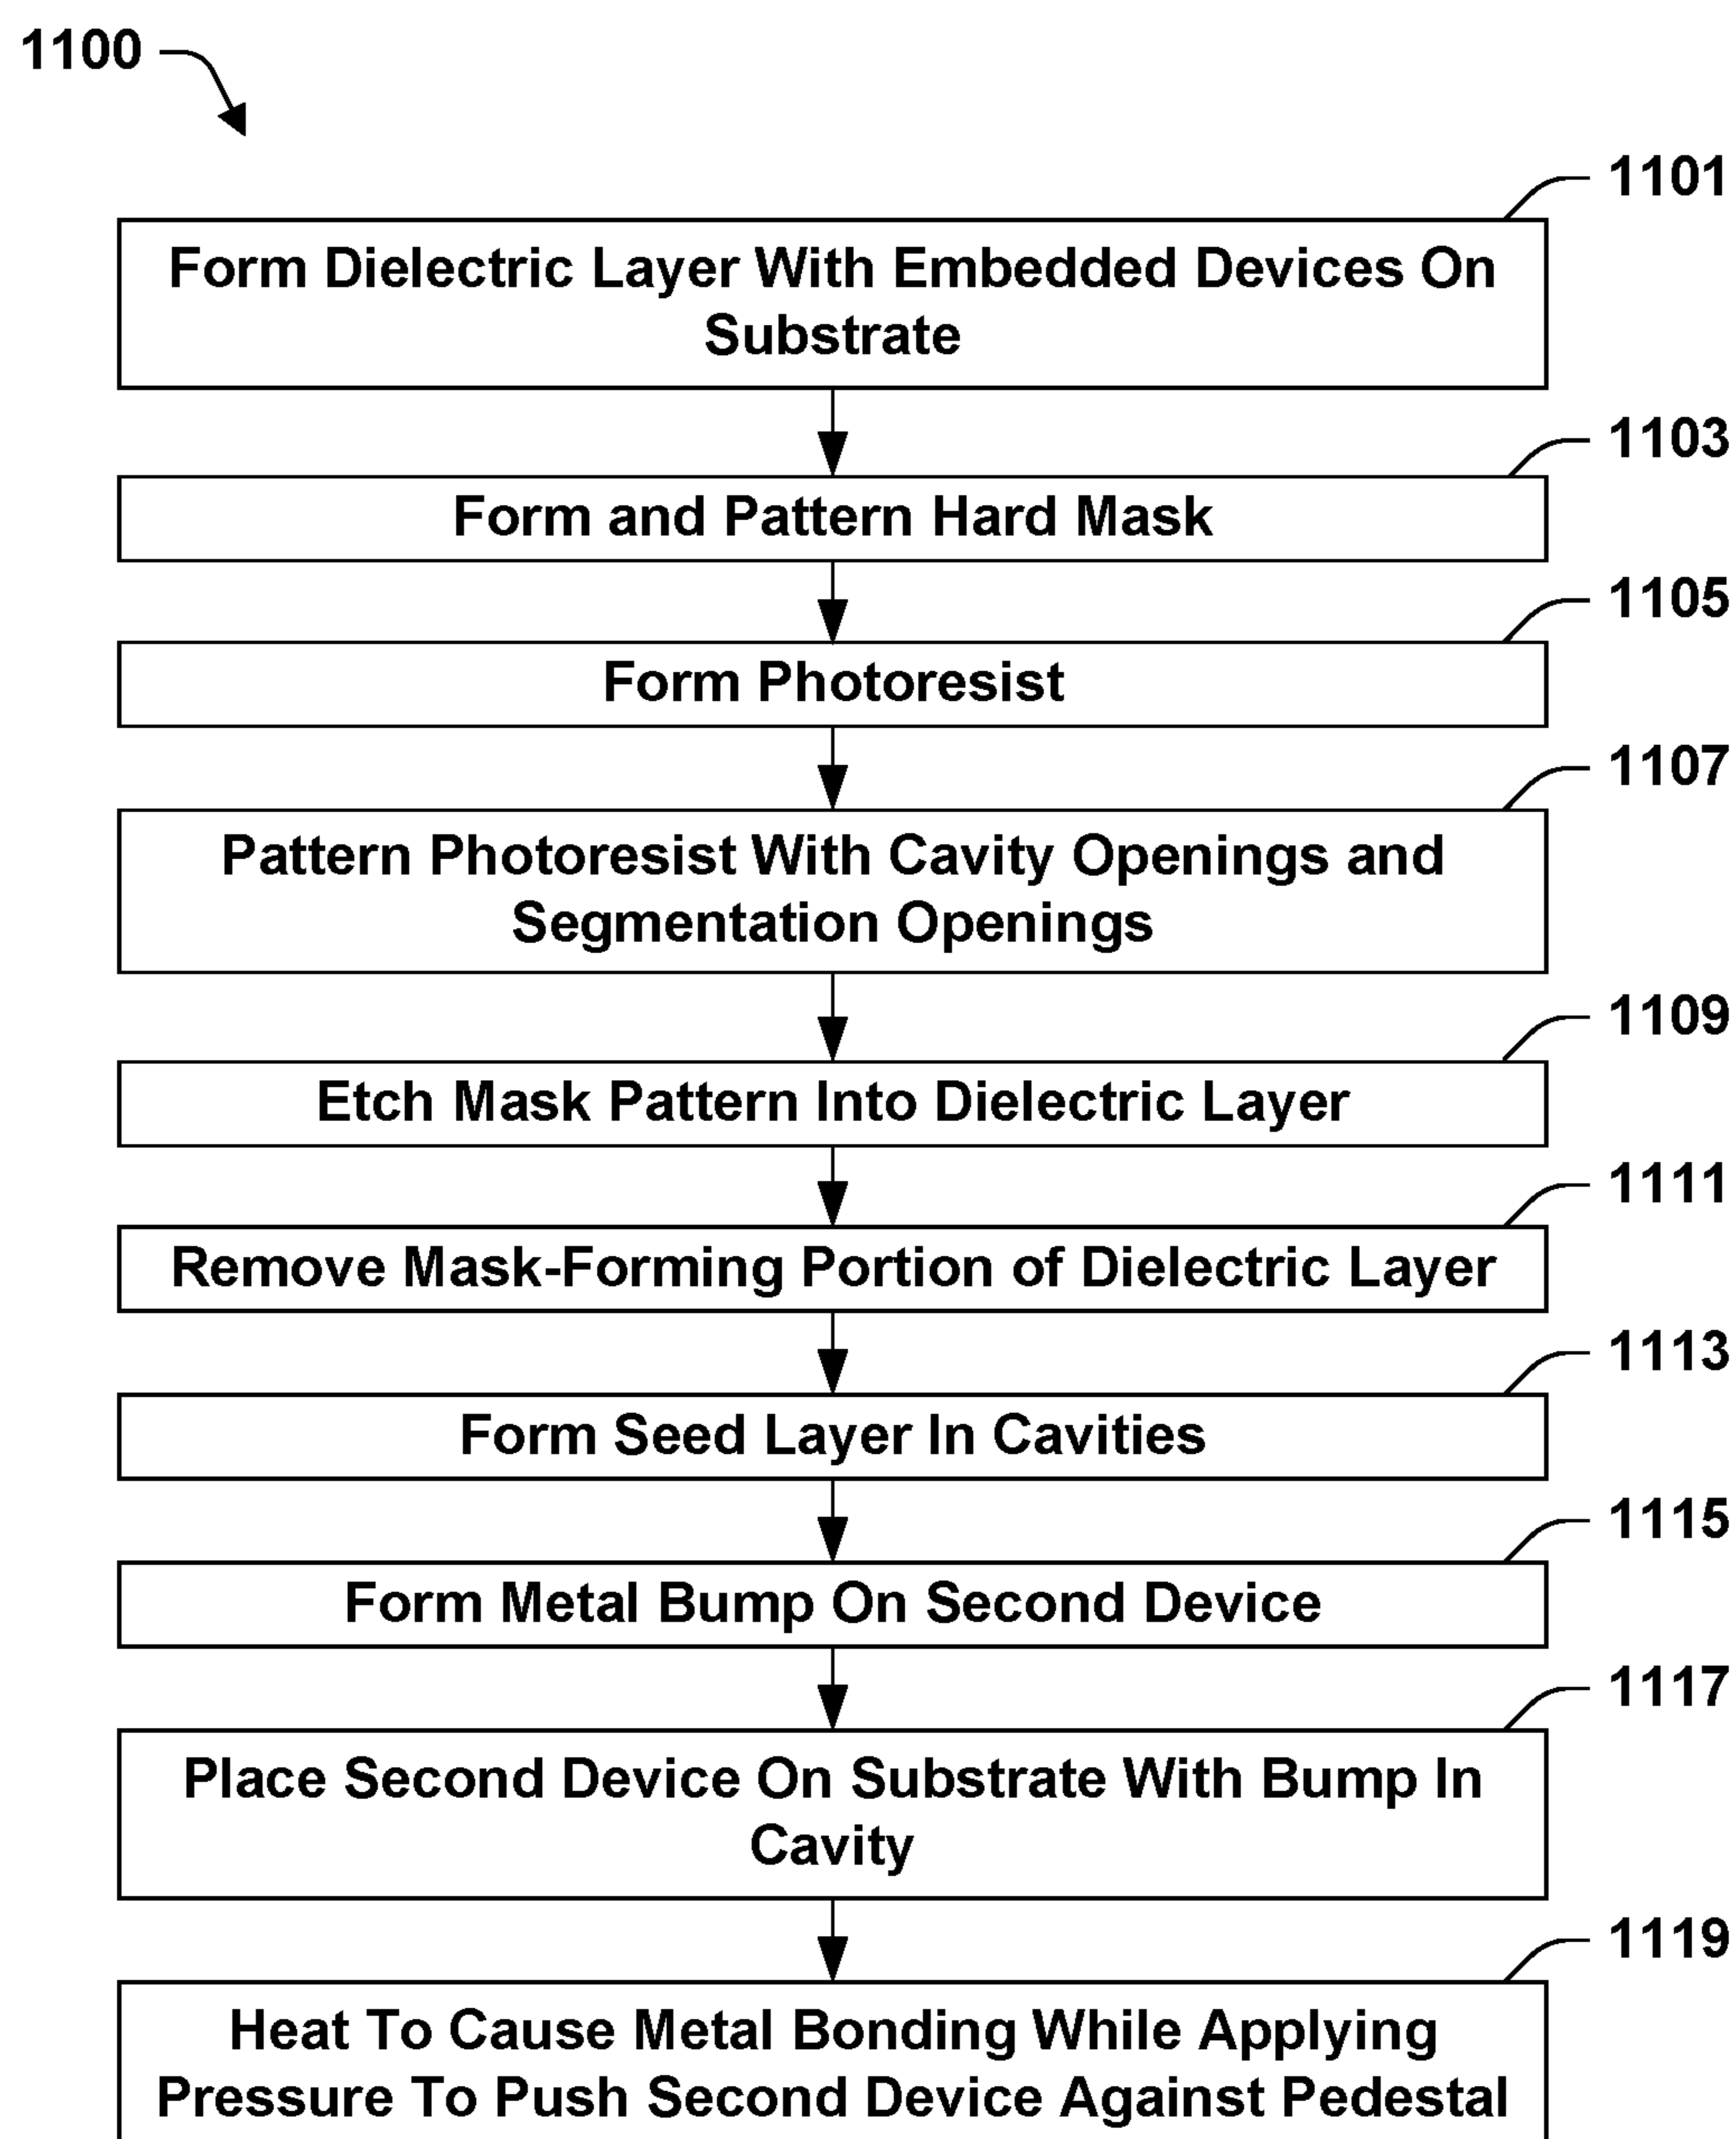 1100
1101
Form Dielectric Layer With Embedded Devices On
Substrate
1103
Form and Pattern Hard Mask
1105
Form Photoresist
1107
Pattern Photoresist With Cavity Openings and
Segmentation Openings
1109
Etch Mask Pattern Into Dielectric Layer
1111
Remove Mask-Forming Portion of Dielectric Layer
1113
Form Seed Layer In Cavities
1115
Form Metal Bump On Second Device
1117
Place Second Device On Substrate With Bump In
Cavity
1119
Heat To Cause Metal Bonding While Applying
Pressure To Push Second Device Against Pedestal